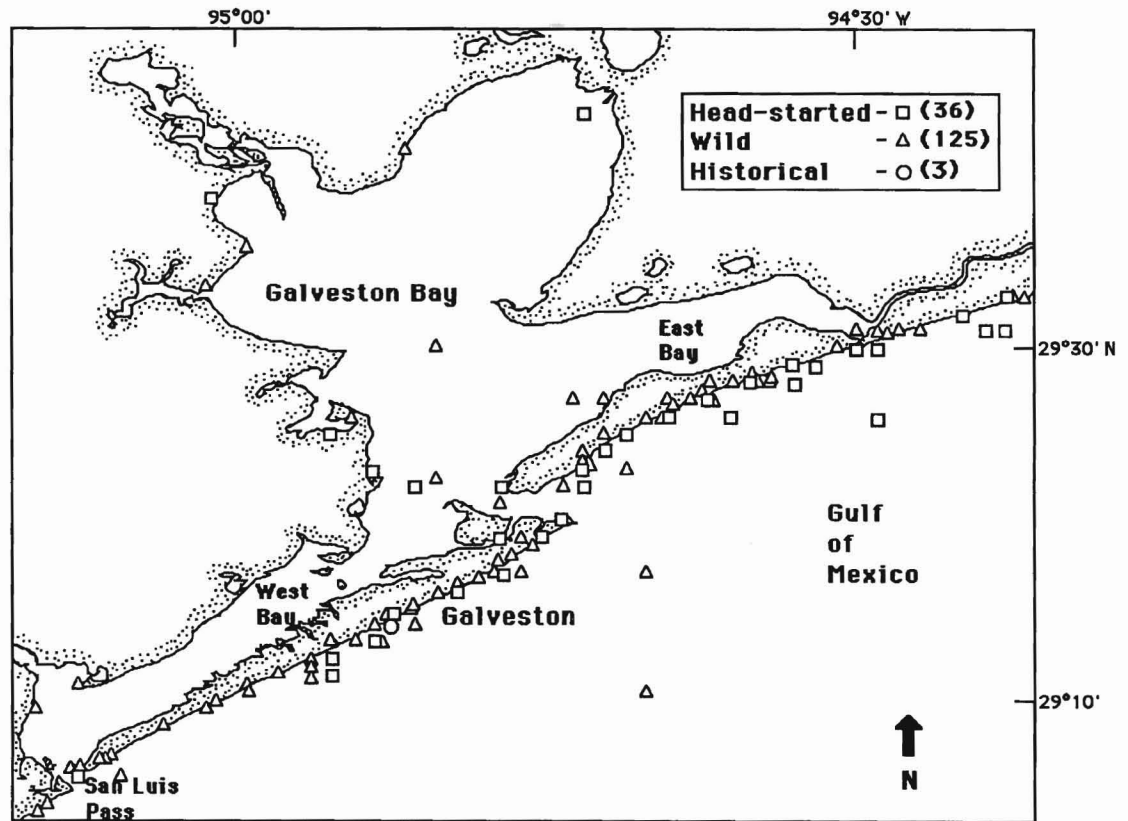 95°00'
94°30' W
Head-started - □ (36)
Wild - △ (125)
Historical - ○ (3)
Galveston Bay
East
Bay
29°30' N
Gulf
of
Mexico
West
Bay
Galveston
29°10'
N
San Luis
Pass